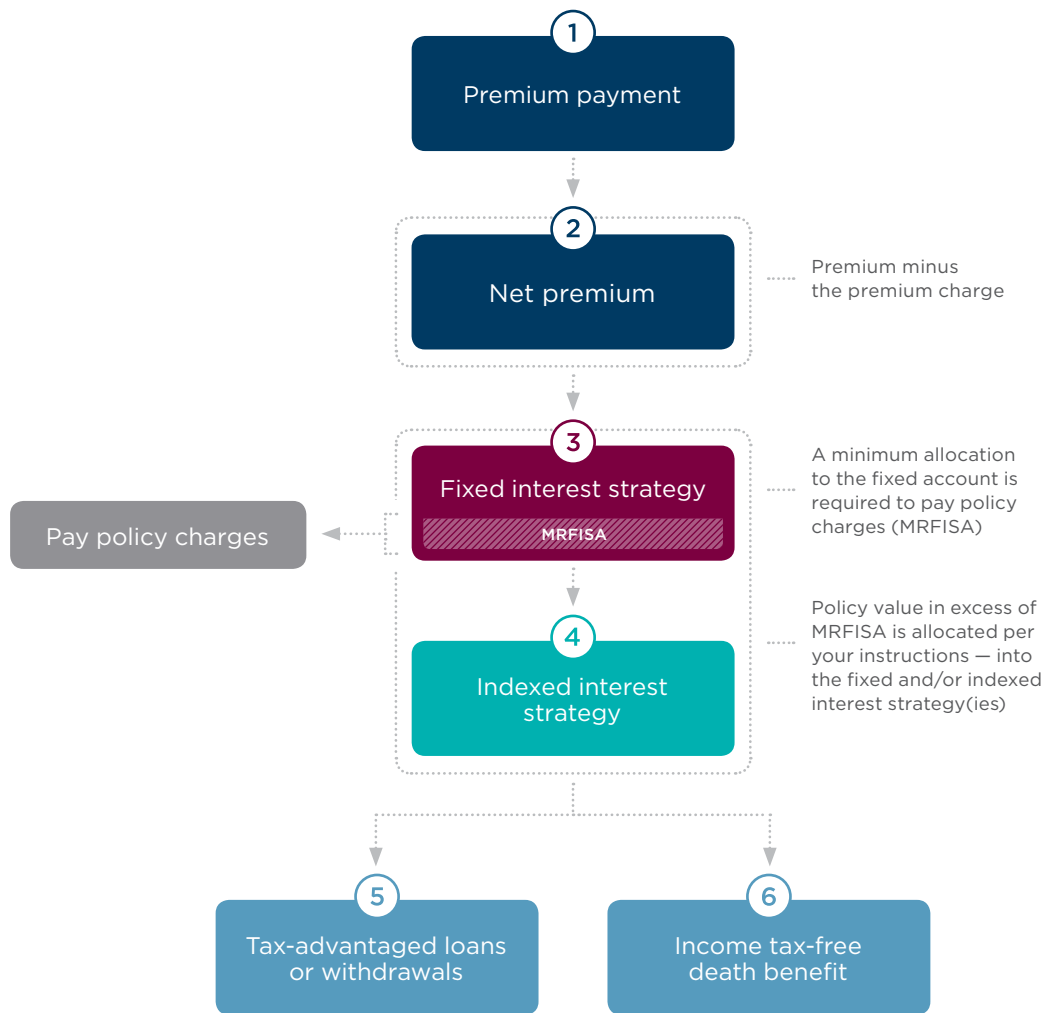 1
Premium payment
2
Net premium
Premium minus
the premium charge
3
Fixed interest strategy
MRFISA
A minimum allocation
to the fixed account is
required to pay policy
charges (MRFISA)
Pay policy charges
4
Indexed interest
strategy
Policy value in excess of
MRFISA is allocated per
your instructions — into
the fixed and/or indexed
interest strategy(ies)
5
Tax-advantaged loans
or withdrawals
6
Income tax-free
death benefit